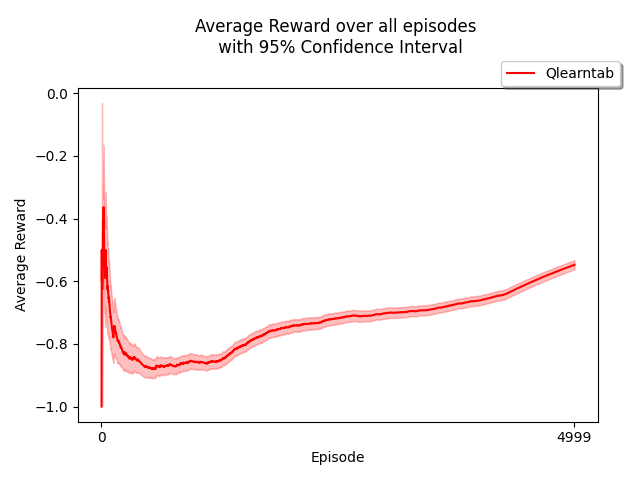 Average Reward over all episodes
with 95% Confidence Interval
Qlearntab
0.0
−0.2
−0.4
−0.6
−0.8
−1.0
Average Reward
0
4999
Episode